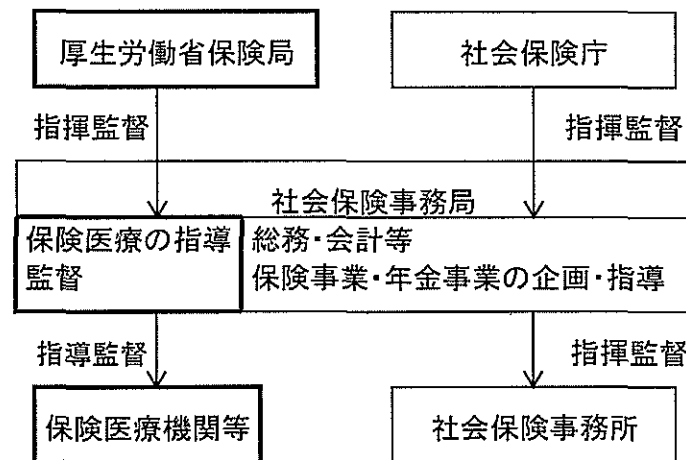 厚生労働省保険局
社会保険庁
指揮監督
指揮監督
社会保険事務局
保険医療の指導
監督
総務・会計等
保険事業・年金事業の企画・指導
指導監督
指揮監督
保険医療機関等
社会保険事務所